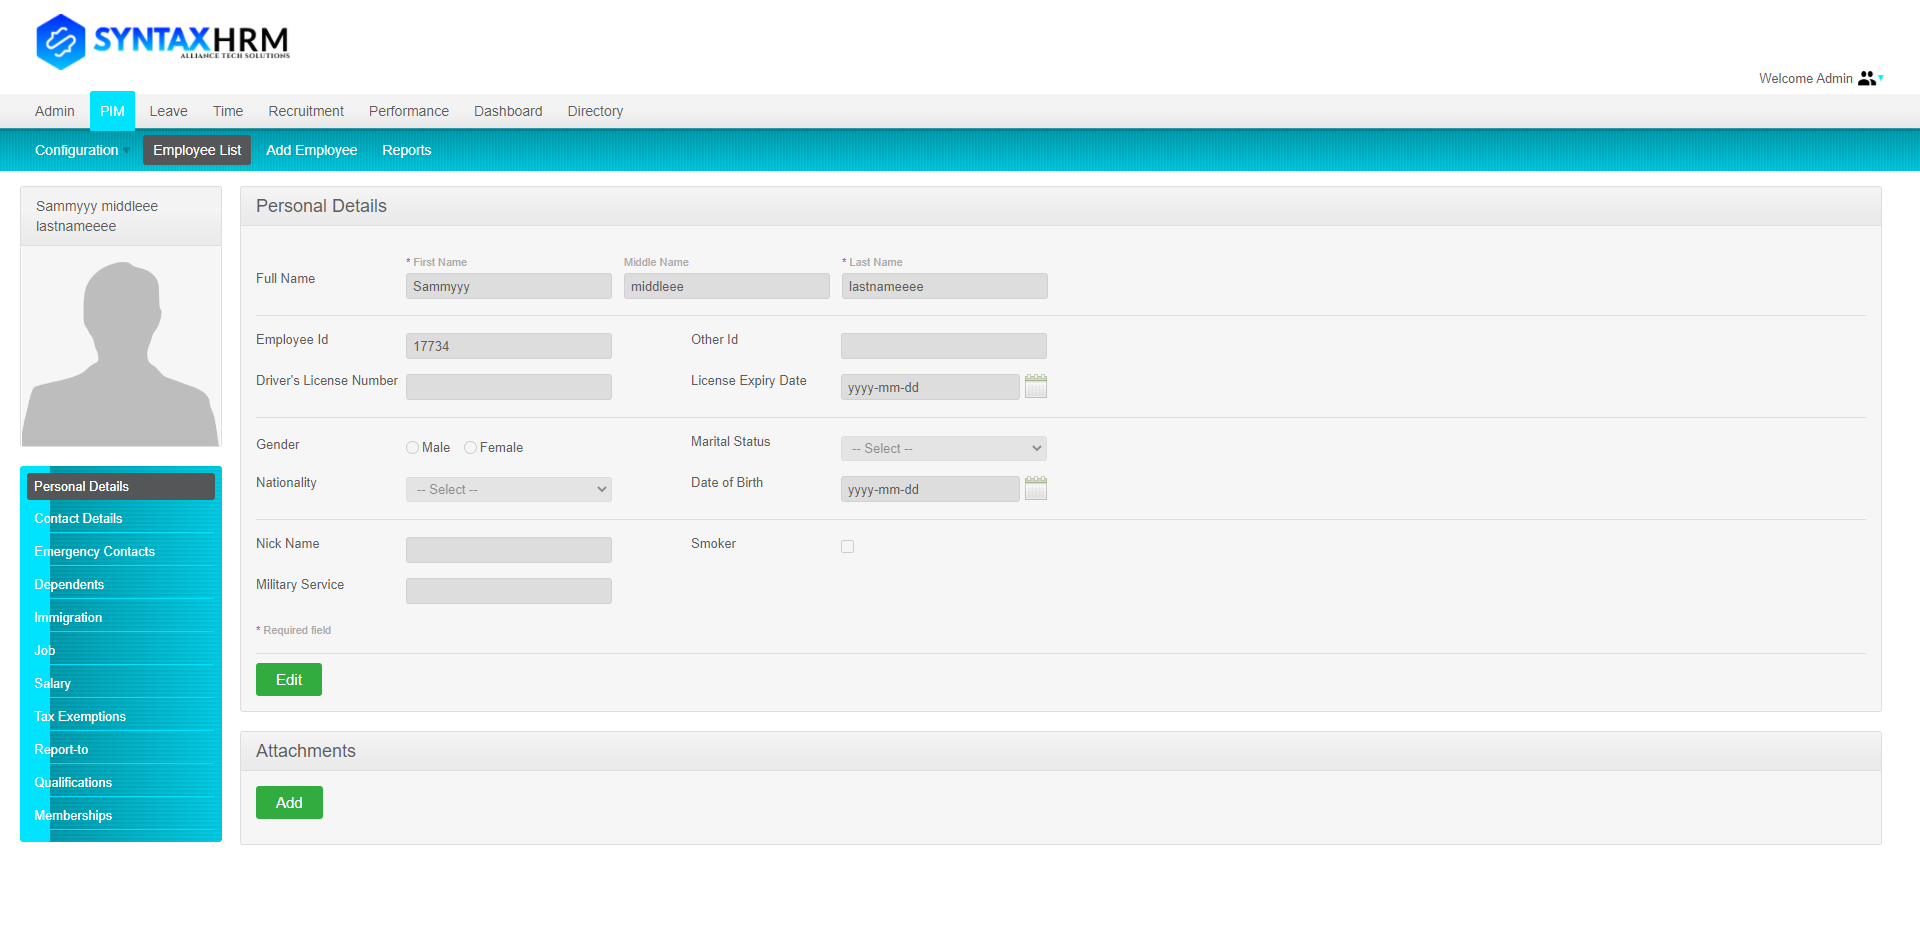 SYNTAXHRM
ALLIANCE TECH SOLUTIONS
Welcome Admin
Admin PIM Leave Time Recruitment Performance Dashboard Directory
Configuration Employee List Add Employee Reports
Sammyyy middleee
lastnameeee
Personal Details
Contact Details
Emergency Contacts
Dependents
Immigration
Job
Salary
Tax Exemptions
Report-to
Qualifications
Memberships
Personal Details
* First Name Middle Name * Last Name
Full Name Sammyyy middleee lastnameeee
Employee Id 17734 Other Id
Driver's License Number License Expiry Date yyyy-mm-dd
Gender Male Female Marital Status -- Select --
Nationality -- Select -- Date of Birth yyyy-mm-dd
Nick Name Smoker
Military Service
* Required field
Edit
Attachments
Add